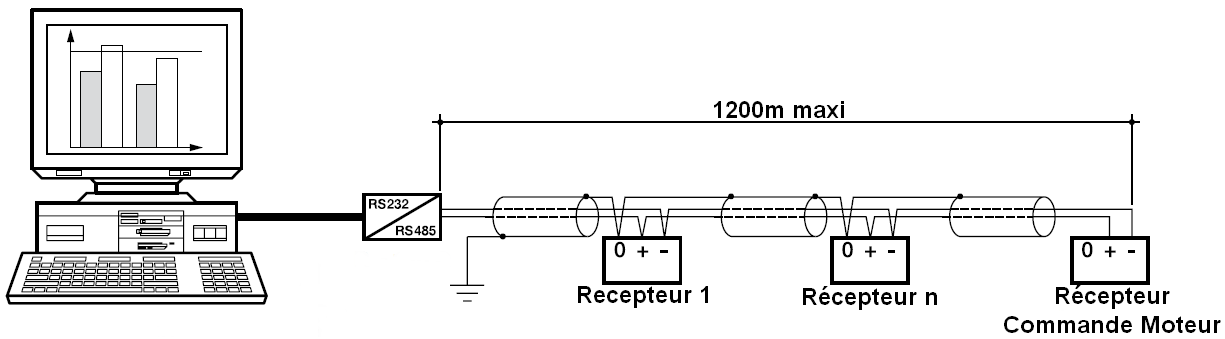 1200m maxi
RS232
RS485
0 + -
0 + -
0 + -
Recepteur 1
Récepteur n
Récepteur
Commande Moteur